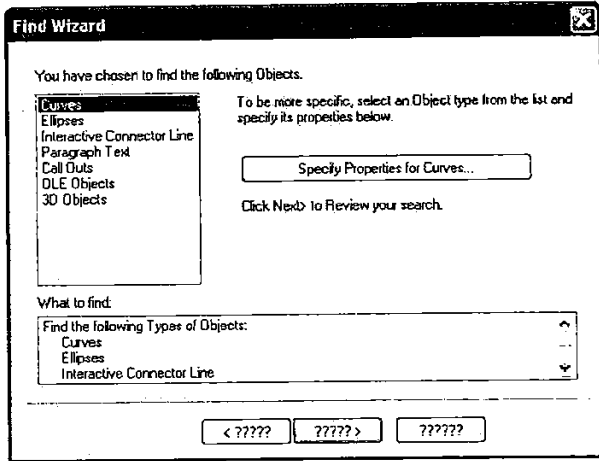 Find Wizard
You have chosen to find the following Objects.
Curves
Ellipses
Interactive Connector Line
Paragraph Text
Call Outs
OLE Objects
3D Objects
To be more specific, select an Object type from the list and
specify its properties below.
Specify Properties for Curves...
Click Next> to Review your search.
What to find:
Find the following Types of Objects:
Curves
Ellipses
Interactive Connector Line
< ?????
????? >
??????